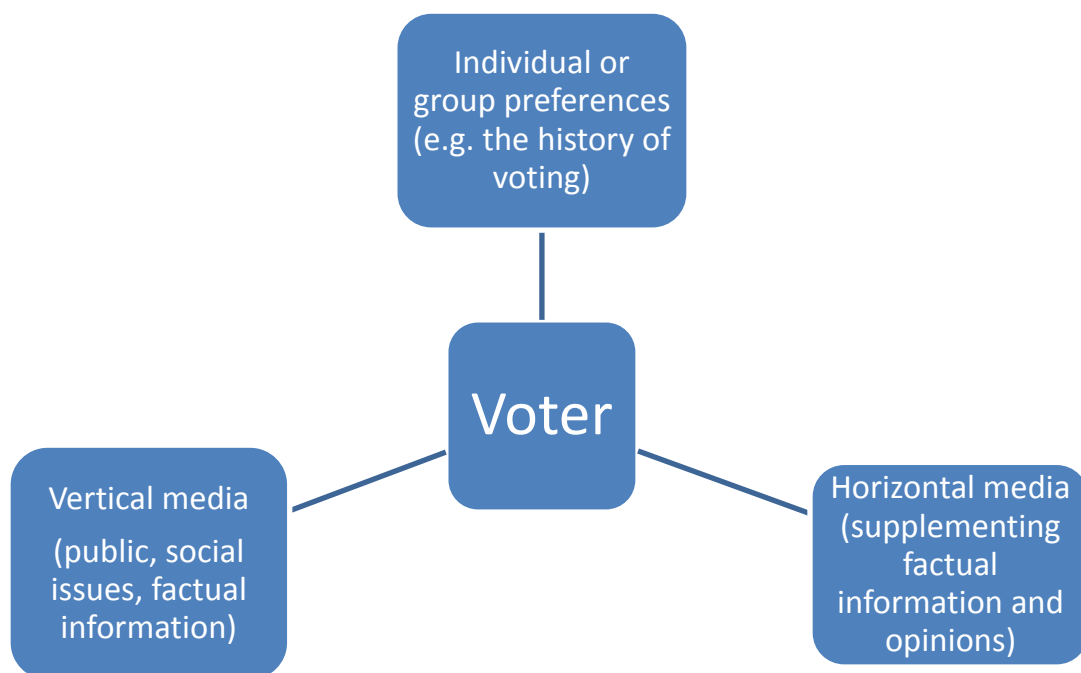 Individual or
group preferences
(e.g. the history of
voting)
Voter
Vertical media
(public, social
issues, factual
information)
Horizontal media
(supplementing
factual
information and
opinions)